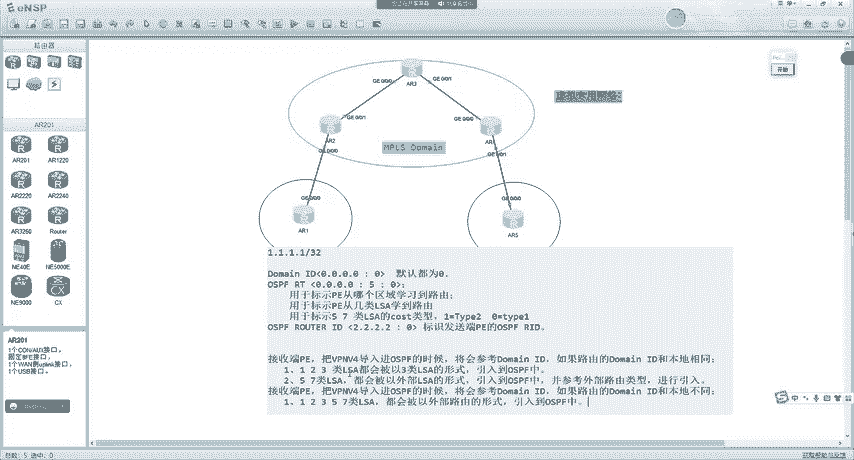 eNSP
路由器
AR201
AR201
AR1220
AR2220
AR2240
AR3260
Router
NE40E
NE5000E
NE9000
CX
AR201
1个CON/AUX接口,
1个WAN侧uplink接口,
1个USB接口。
GE 0/0/0
GE 0/0/1
AR3
虚拟专用网络:
开始
GE 0/0/1
GE 0/0/0
AR2
MPLS Domain
GE 0/0/1
GE 0/0/0
AR1
AR5
1.1.1.1/32
Domain ID<0.0.0.0 : 0> 默认都为0.
OSPF RT <0.0.0.0 : 5 : 0>:
用于标示PE从哪个区域学习到路由;
用于标示PE从几类LSA学到路由
用于标示5 7 类LSA的cost类型, 1=Type2 0=type1
OSPF ROUTER ID <2.2.2.2 : 0> 标识发送端PE的OSPF RID。
接收端PE, 把VPNV4导入进OSPF的时候, 将会参考Domain ID, 如果路由的Domain ID和本地相同:
1、1 2 3 类LSA都会被以3类LSA的形式, 引入到OSPF中。
2、5 7类LSA, 都会被以外部LSA的形式, 引入到OSPF中, 并参考外部路由类型, 进行引入。
接收端PE, 把VPNV4导入进OSPF的时候, 将会参考Domain ID, 如果路由的Domain ID和本地不同:
1、1 2 3 5 7类LSA, 都会被以外部路由的形式, 引入到OSPF中。
总数: 5 选中: 0
获取帮助与反馈